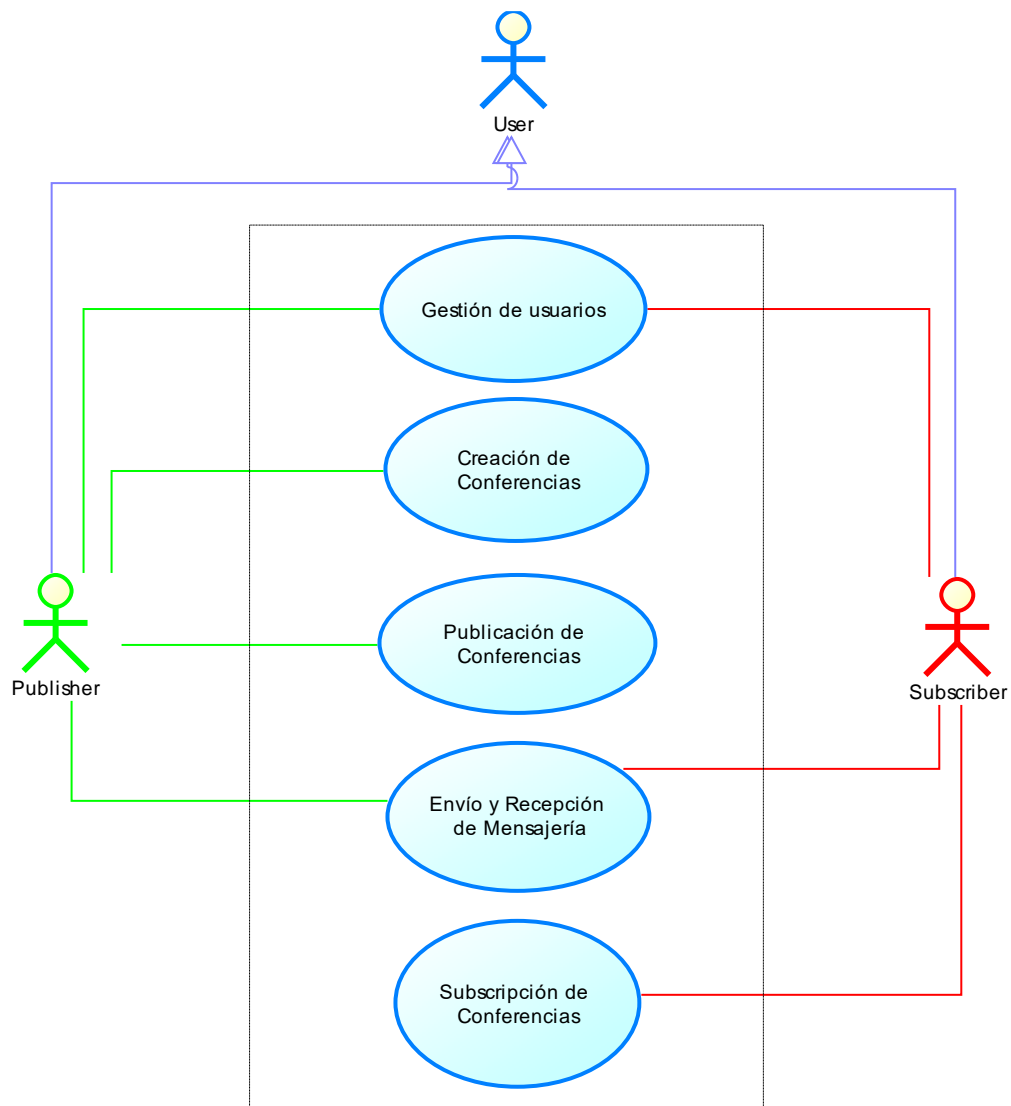 User
Gestión de usuarios
Creación de
Conferencias
Publicación de
Conferencias
Publisher
Subscriber
Envío y Recepción
de Mensajería
Subscripción de
Conferencias